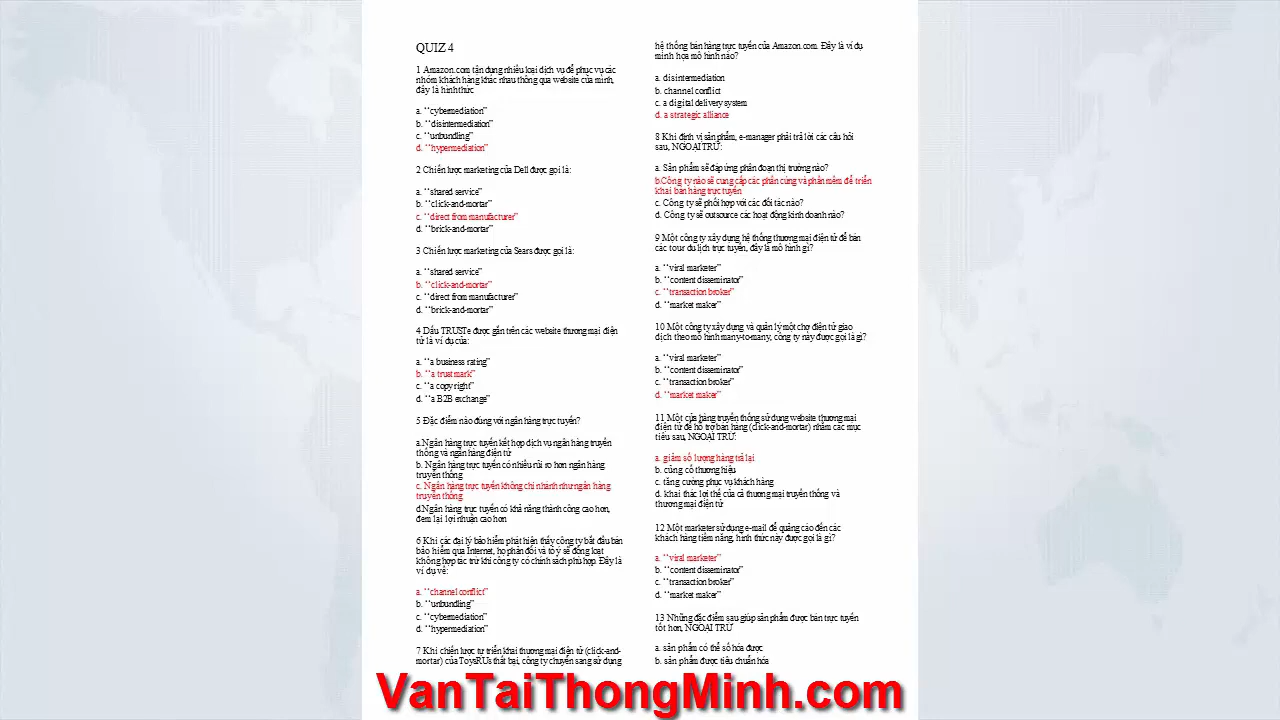 QUIZ 4
1 Amazon.com tận dụng nhiều loại dịch vụ để phục vụ các
nhóm khách hàng khác nhau thông qua website của mình,
đây là hình thức
a. ‘‘cybermediation’’
b. ‘‘disintermediation’’
c. ‘‘unbundling’’
d. ‘‘hypermediation’’
2 Chiến lược marketing của Dell được gọi là:
a. ‘‘shared service’’
b. ‘‘click-and-mortar’’
c. ‘‘direct from manufacturer’’
d. ‘‘brick-and-mortar’’
3 Chiến lược marketing của Sears được gọi là:
a. ‘‘shared service’’
b. ‘‘click-and-mortar’’
c. ‘‘direct from manufacturer’’
d. ‘‘brick-and-mortar’’
4 Dấu TRUSTe được gắn trên các website thương mại điện
tử là ví dụ của:
a. ‘‘a business rating’’
b. ‘‘a trust mark’’
c. ‘‘a copy right’’
d. ‘‘a B2B exchange’’
5 Đặc điểm nào đúng với ngân hàng trực tuyến?
a.Ngân hàng trực tuyến kết hợp dịch vụ ngân hàng truyền
thống và ngân hàng điện tử
b. Ngân hàng trực tuyến có nhiều rủi ro hơn ngân hàng
truyền thống
c. Ngân hàng trực tuyến không chi nhánh như ngân hàng
truyền thống
d.Ngân hàng trực tuyến có khả năng thành công cao hơn,
đem lại lợi nhuận cao hơn
6 Khi các đại lý bảo hiểm phát hiện thấy công ty bắt đầu bán
bảo hiểm qua Internet, họ phản đối và tỏ ý sẽ đồng loạt
không hợp tác trừ khi công ty có chính sách phù hợp. Đây là
ví dụ về:
a. ‘‘channel conflict’’
b. ‘‘unbundling’’
c. ‘‘cybermediation’’
d. ‘‘hypermediation’’
7 Khi chiến lược tự triển khai thương mại điện tử (click-and-
mortar) của ToysRUs thất bại, công ty chuyển sang sử dụng
hệ thống bán hàng trực tuyến của Amazon.com. Đây là ví dụ
minh họa mô hình nào?
a. disintermediation
b. channel conflict
c. a digital delivery system
d. a strategic alliance
8 Khi định vị sản phẩm, e-manager phải trả lời các câu hỏi
sau, NGOẠI TRỪ:
a. Sản phẩm sẽ đáp ứng phân đoạn thị trường nào?
b.Công ty nào sẽ cung cấp các phần cứng và phần mềm để triển
khai bán hàng trực tuyến
c. Công ty sẽ phối hợp với các đối tác nào?
d. Công ty sẽ outsource các hoạt động kinh doanh nào?
9 Một công ty xây dựng hệ thống thương mại điện tử để bán
các tour du lịch trực tuyến, đây là mô hình gì?
a. ‘‘viral marketer’’
b. ‘‘content disseminator’’
c. ‘‘transaction broker’’
d. ‘‘market maker’’
10 Một công ty xây dựng và quản lý một chợ điện tử giao
dịch theo mô hình many-to-many, công ty này được gọi là gì?
a. ‘‘viral marketer’’
b. ‘‘content disseminator’’
c. ‘‘transaction broker’’
d. ‘‘market maker’’
11 Một cửa hàng truyền thống sử dụng website thương mại
điện tử để hỗ trợ bán hàng (click-and-mortar) nhằm các mục
tiêu sau, NGOẠI TRỪ:
a. giảm số lượng hàng trả lại
b. củng cố thương hiệu
c. tăng cường phục vụ khách hàng
d. khai thác lợi thế của cả thương mại truyền thống và
thương mại điện tử
12 Một marketer sử dụng e-mail để quảng cáo đến các
khách hàng tiềm năng, hình thức này được gọi là gì?
a. ‘‘viral marketer’’
b. ‘‘content disseminator’’
c. ‘‘transaction broker’’
d. ‘‘market maker’’
13 Những đặc điểm sau giúp sản phẩm được bán trực tuyến
tốt hơn, NGOẠI TRỪ
a. sản phẩm có thể số hóa được
b. sản phẩm được tiêu chuẩn hóa
VanTaiThongMinh.com